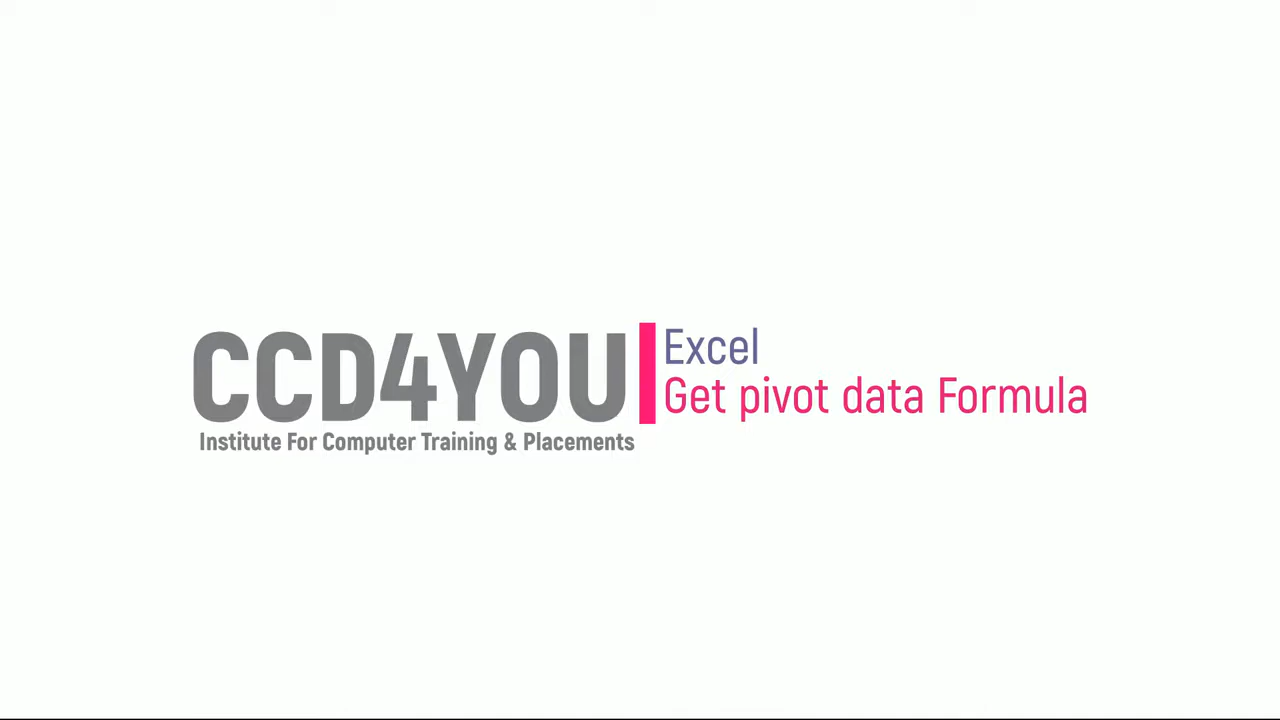 CCD4YOU
Institute For Computer Training & Placements
Excel
Get pivot data Formula